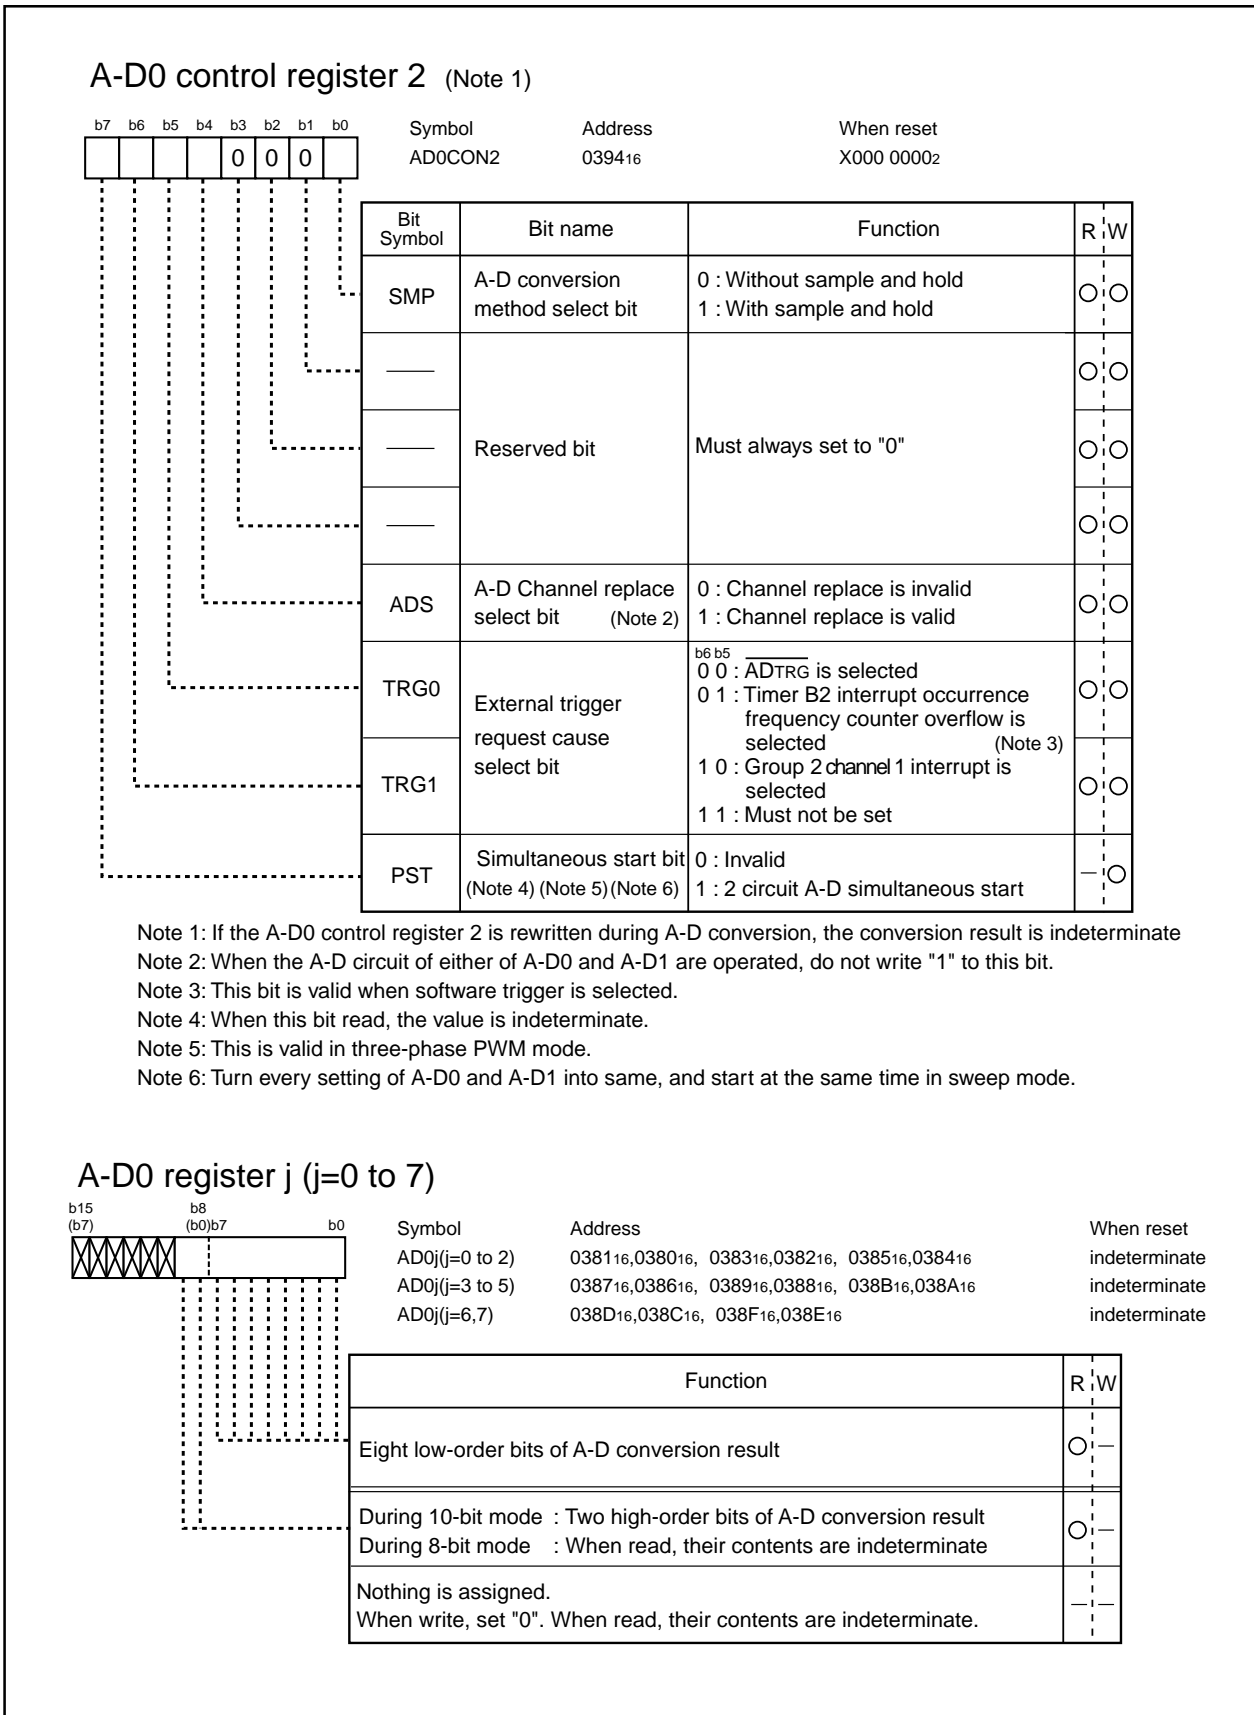 A-D0 control register 2 (Note 1)
b7 b6 b5 b4 b3 b2 b1 b0
0 0 0
Symbol Address When reset
AD0CON2 039416 X000 00002
Bit Symbol Bit name Function R W
SMP
A-D conversion
method select bit
0 : Without sample and hold
1 : With sample and hold
Reserved bit
Must always set to "0"
ADS
A-D Channel replace
select bit (Note 2)
0 : Channel replace is invalid
1 : Channel replace is valid
TRG0
TRG1
External trigger
request cause
select bit
b6 b5
0 0 : ADTRG is selected
0 1 : Timer B2 interrupt occurrence
frequency counter overflow is
selected (Note 3)
1 0 : Group 2 channel 1 interrupt is
selected
1 1 : Must not be set
PST
Simultaneous start bit
(Note 4) (Note 5) (Note 6)
0 : Invalid
1 : 2 circuit A-D simultaneous start
Note 1: If the A-D0 control register 2 is rewritten during A-D conversion, the conversion result is indeterminate
Note 2: When the A-D circuit of either of A-D0 and A-D1 are operated, do not write "1" to this bit.
Note 3: This bit is valid when software trigger is selected.
Note 4: When this bit read, the value is indeterminate.
Note 5: This is valid in three-phase PWM mode.
Note 6: Turn every setting of A-D0 and A-D1 into same, and start at the same time in sweep mode.
A-D0 register j (j=0 to 7)
b15 b8
(b7) (b0)b7 b0
Symbol Address When reset
AD0j(j=0 to 2) 038116,038016, 038316,038216, 038516,038416 indeterminate
AD0j(j=3 to 5) 038716,038616, 038916,038816, 038B16,038A16 indeterminate
AD0j(j=6,7) 038D16,038C16, 038F16,038E16 indeterminate
Function R W
Eight low-order bits of A-D conversion result
During 10-bit mode : Two high-order bits of A-D conversion result
During 8-bit mode : When read, their contents are indeterminate
Nothing is assigned.
When write, set "0". When read, their contents are indeterminate.